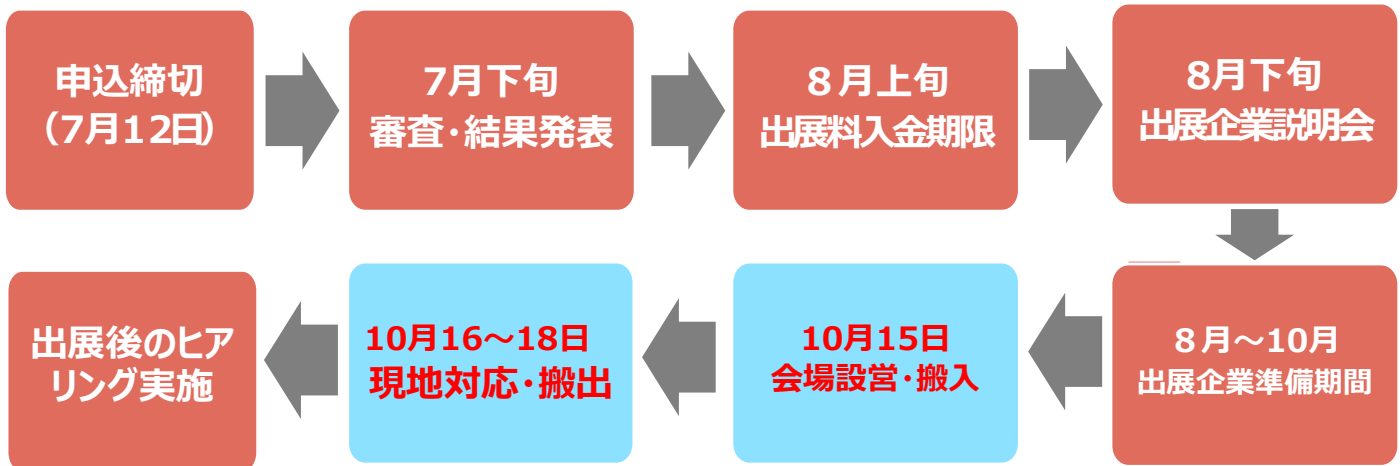 申込締切
（7月１２日）
7月下旬
審査・結果発表
８月上旬
出展料入金期限
8月下旬
出展企業説明会
８月～10月
出展企業準備期間
10月15日
会場設営・搬入
10月16～18日
現地対応・搬出
出展後のヒア
リング実施